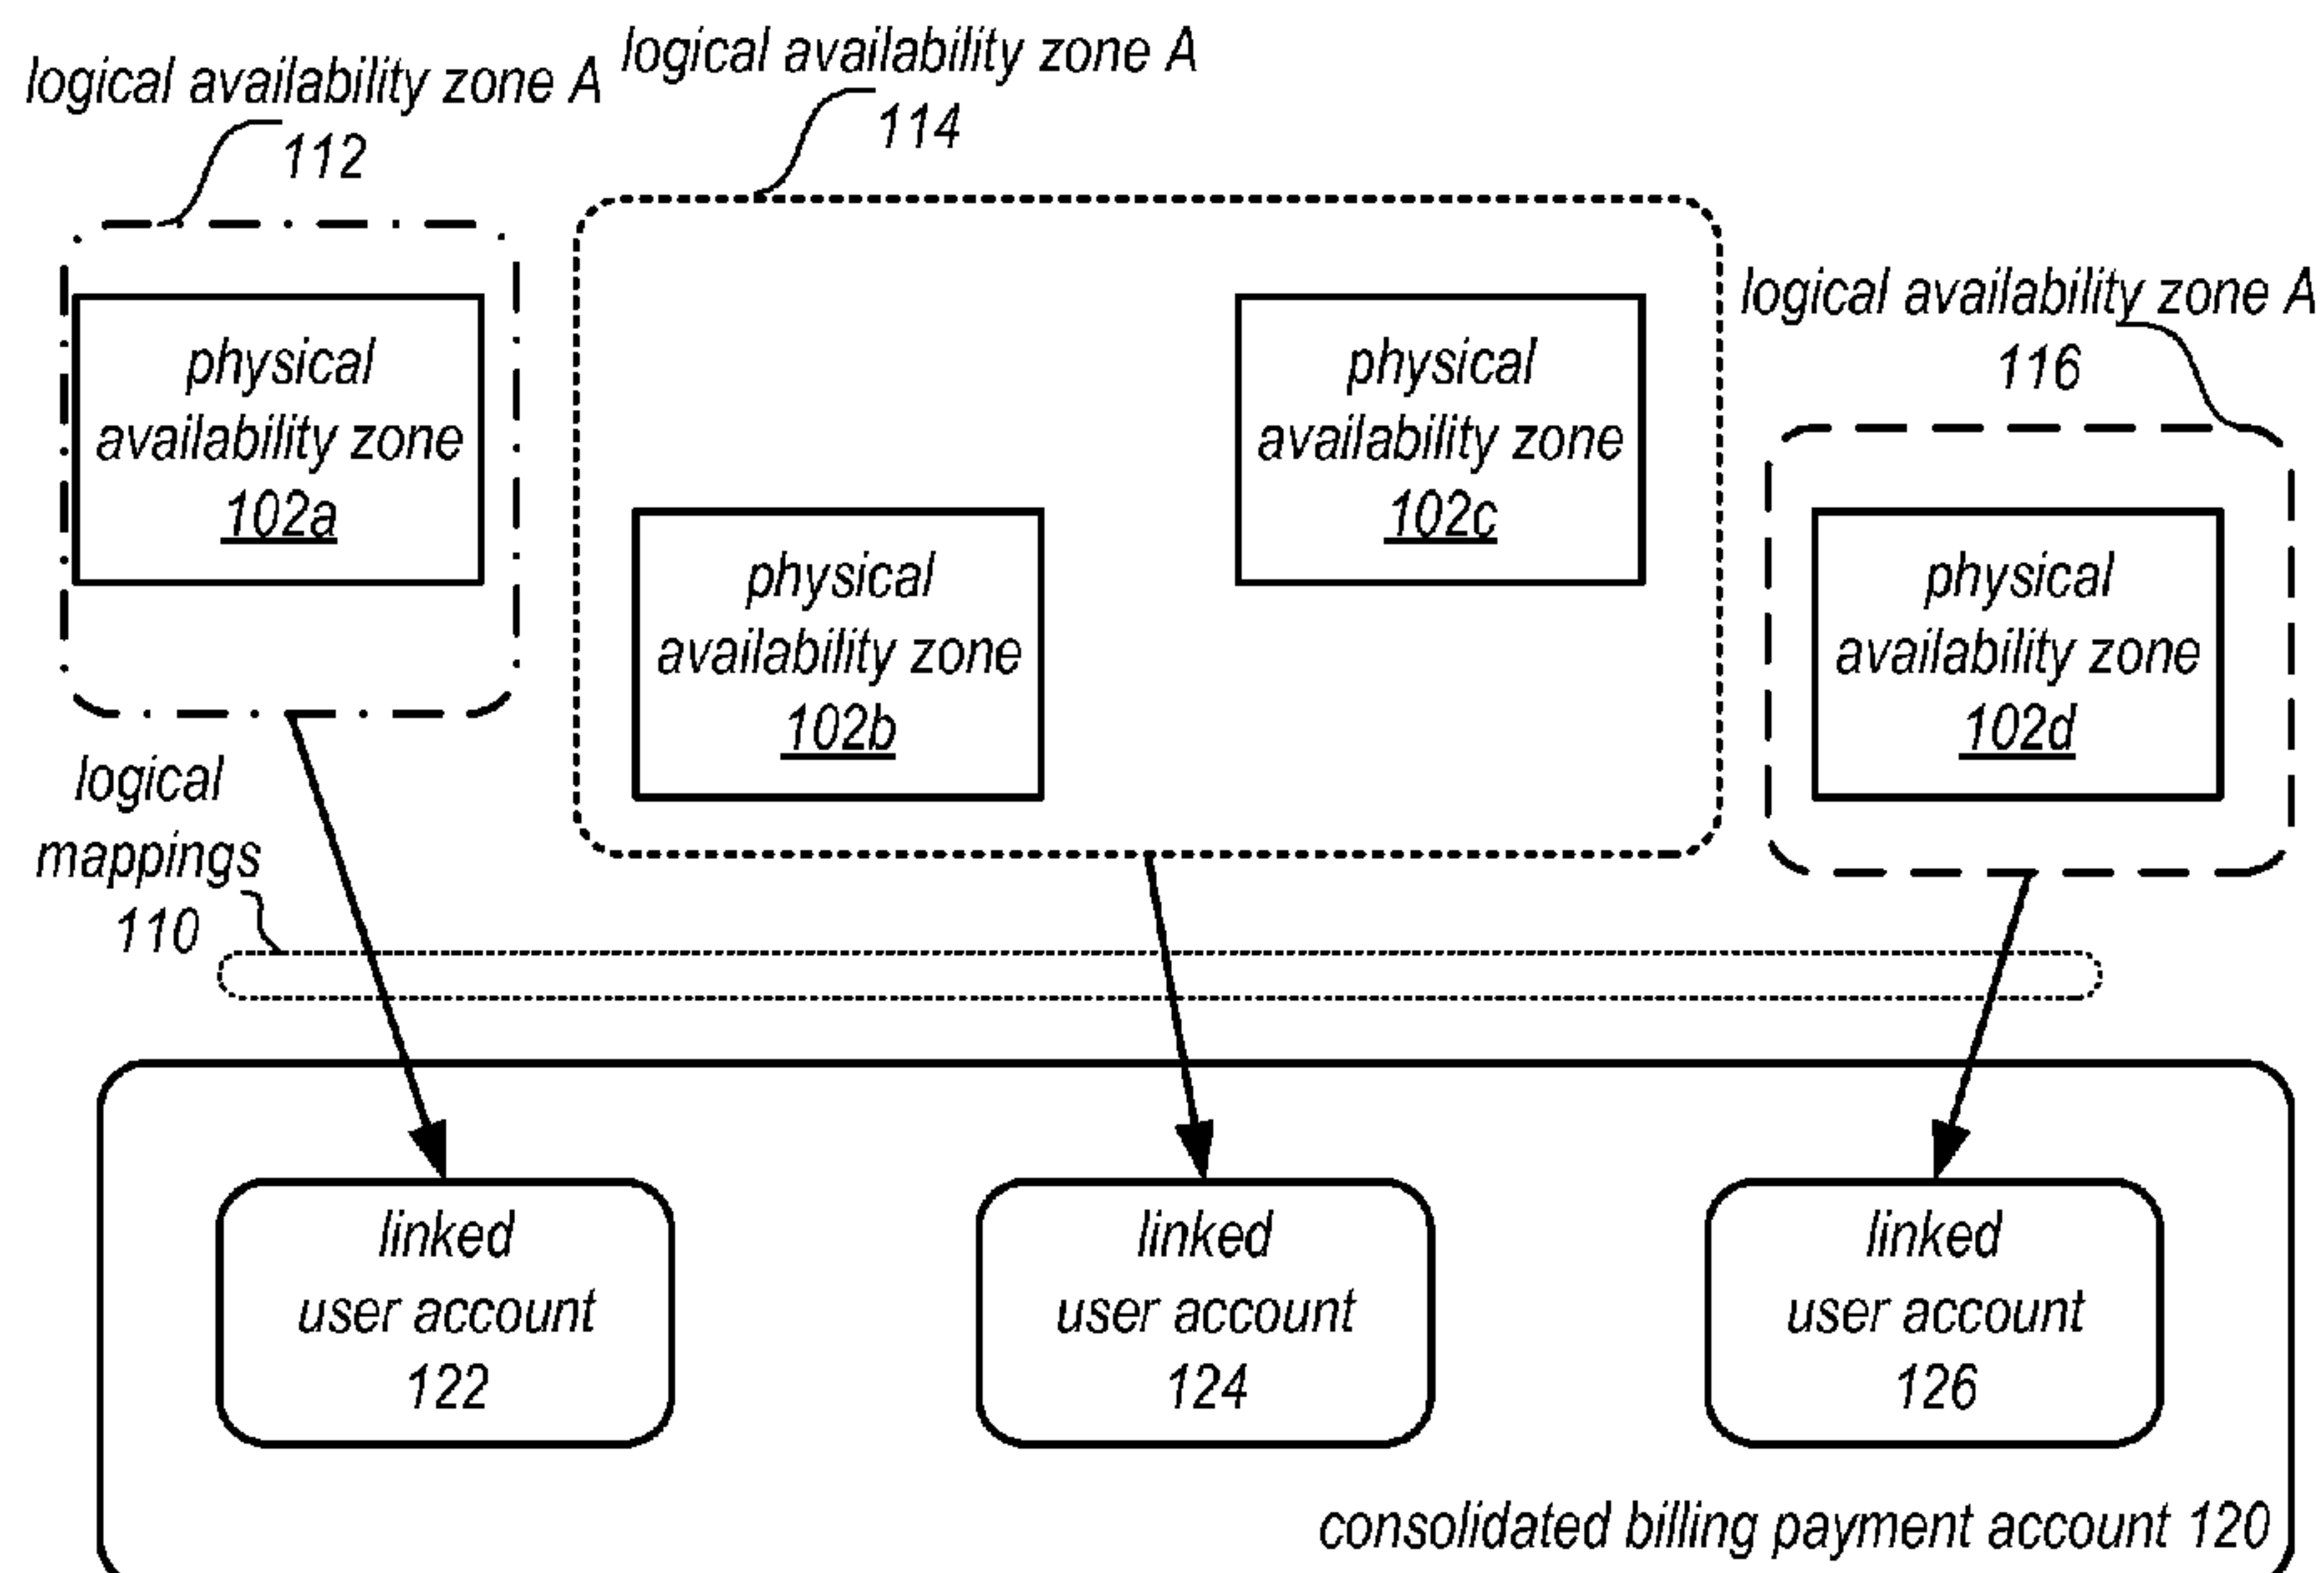 logical availability zone A
112
logical availability zone A
114
logical availability zone A
116
physical
availability zone
102a
physical
availability zone
102b
physical
availability zone
102c
physical
availability zone
102d
logical
mappings
110
linked
user account
122
linked
user account
124
linked
user account
126
consolidated billing payment account 120